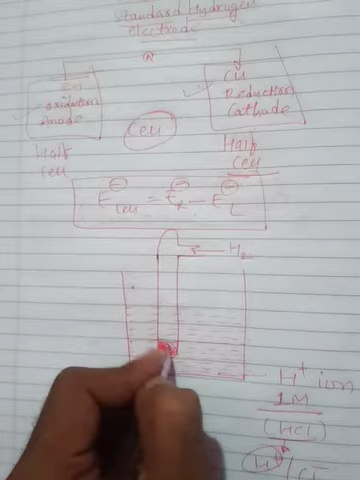 Standard Hydrogen
Electrode
Zn
oxidation
Anode
Half
Cell
Cell
Cu
Reduction
Cathode
Half
Cell
E⊖cell = E⊖R - E⊖L
H2
H+ ion
1M
(HCl)
H+ / Cl-